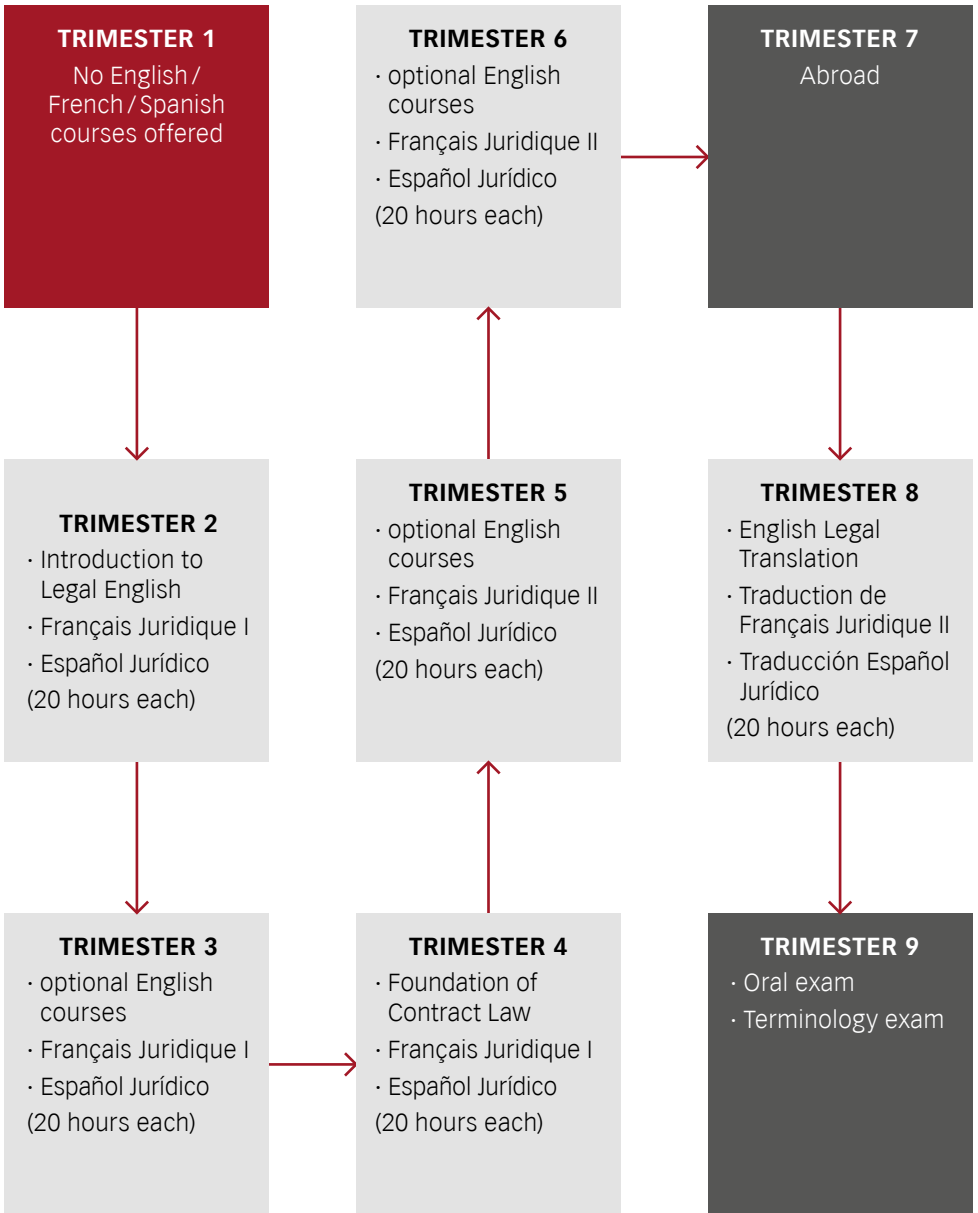 TRIMESTER 1
No English / 
French / Spanish
courses offered
TRIMESTER 2
· Introduction to
Legal English
· Français Juridique I
· Español Jurídico
(20 hours each)
TRIMESTER 3
· optional English
courses
· Français Juridique I
· Español Jurídico
(20 hours each)
TRIMESTER 4
· Foundation of
Contract Law
· Français Juridique I
· Español Jurídico
(20 hours each)
TRIMESTER 5
· optional English
courses
· Français Juridique II
· Español Jurídico
(20 hours each)
TRIMESTER 6
· optional English
courses
· Français Juridique II
· Español Jurídico
(20 hours each)
TRIMESTER 7
Abroad
TRIMESTER 8
· English Legal
Translation
· Traduction de
Français Juridique II
· Traducción Español
Jurídico
(20 hours each)
TRIMESTER 9
· Oral exam
· Terminology exam